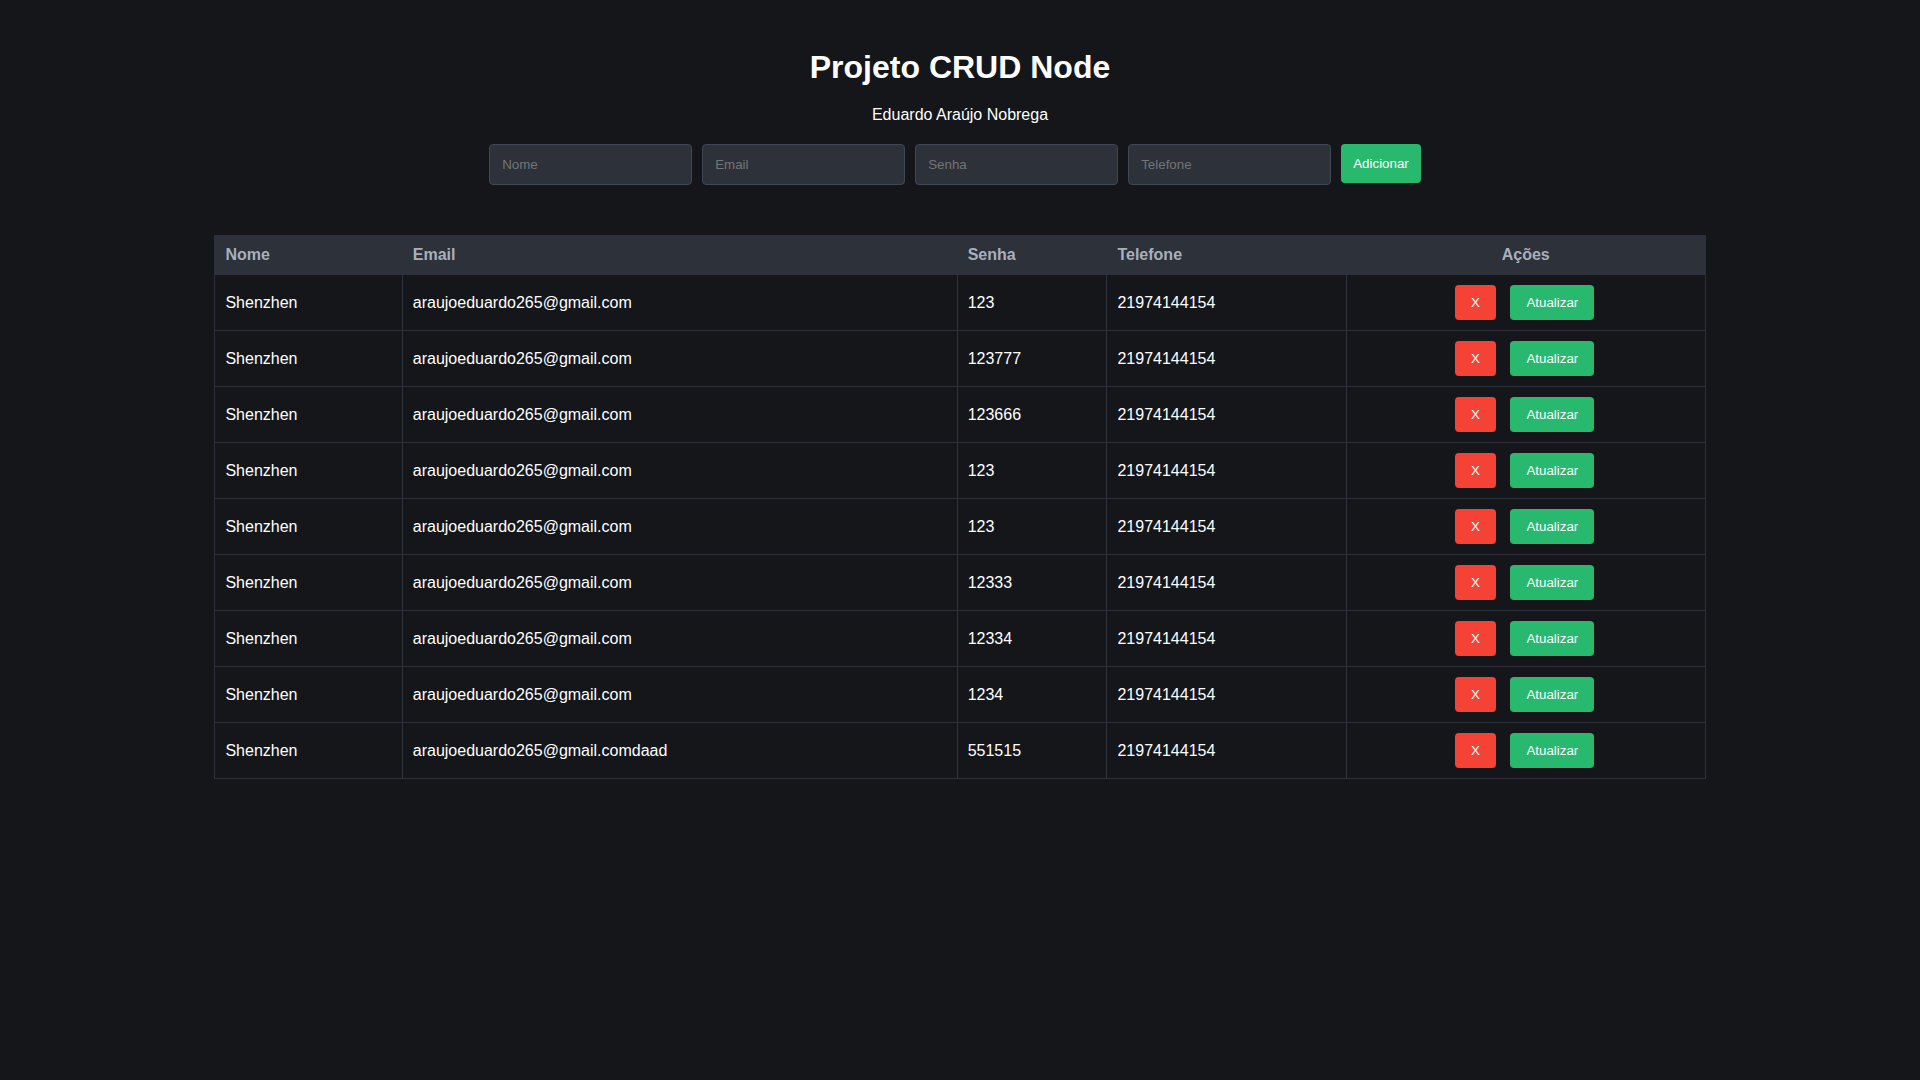 Projeto CRUD Node
Eduardo Araújo Nobrega
Nome Email Senha Telefone Adicionar
Nome Email Senha Telefone Ações
Shenzhen araujoeduardo265@gmail.com 123 21974144154 X Atualizar
Shenzhen araujoeduardo265@gmail.com 123777 21974144154 X Atualizar
Shenzhen araujoeduardo265@gmail.com 123666 21974144154 X Atualizar
Shenzhen araujoeduardo265@gmail.com 123 21974144154 X Atualizar
Shenzhen araujoeduardo265@gmail.com 123 21974144154 X Atualizar
Shenzhen araujoeduardo265@gmail.com 12333 21974144154 X Atualizar
Shenzhen araujoeduardo265@gmail.com 12334 21974144154 X Atualizar
Shenzhen araujoeduardo265@gmail.com 1234 21974144154 X Atualizar
Shenzhen araujoeduardo265@gmail.comdaad 551515 21974144154 X Atualizar